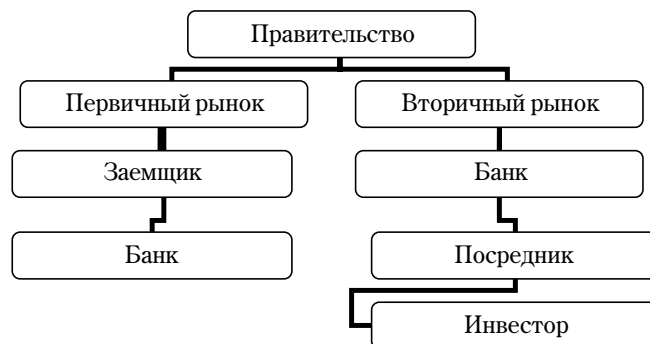 Правительство
Первичный рынок
Вторичный рынок
Заемщик
Банк
Банк
Посредник
Инвестор